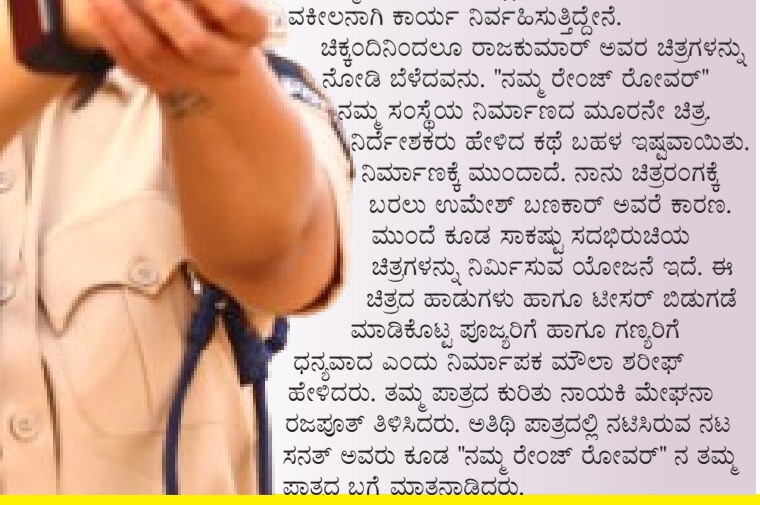 ವಕೀಲನಾಗಿ ಕಾರ್ಯ ನಿರ್ವಹಿಸುತ್ತಿದ್ದೇನೆ.
ಚಿಕ್ಕಂದಿನಿಂದಲೂ ರಾಜಕುಮಾರ್ ಅವರ ಚಿತ್ರಗಳನ್ನು
ನೋಡಿ ಬೆಳೆದವನು. "ನಮ್ಮ ರೇಂಜ್ ರೋವರ್"
ನಮ್ಮ ಸಂಸ್ಥೆಯ ನಿರ್ಮಾಣದ ಮೂರನೇ ಚಿತ್ರ.
ನಿರ್ದೇಶಕರು ಹೇಳಿದ ಕಥೆ ಬಹಳ ಇಷ್ಟವಾಯಿತು.
ನಿರ್ಮಾಣಕ್ಕೆ ಮುಂದಾದೆ. ನಾನು ಚಿತ್ರರಂಗಕ್ಕೆ
ಬರಲು ಉಮೇಶ್ ಬಣಕಾರ್ ಅವರೆ ಕಾರಣ.
ಮುಂದೆ ಕೂಡ ಸಾಕಷ್ಟು ಸದಭಿರುಚಿಯ
ಚಿತ್ರಗಳನ್ನು ನಿರ್ಮಿಸುವ ಯೋಜನೆ ಇದೆ. ಈ
ಚಿತ್ರದ ಹಾಡುಗಳು ಹಾಗೂ ಟೀಸರ್ ಬಿಡುಗಡೆ
ಮಾಡಿಕೊಟ್ಟ ಪೂಜ್ಯರಿಗೆ ಹಾಗೂ ಗಣ್ಯರಿಗೆ
ಧನ್ಯವಾದ ಎಂದು ನಿರ್ಮಾಪಕ ಮೌಲಾ ಶರೀಫ್
ಹೇಳಿದರು. ತಮ್ಮ ಪಾತ್ರದ ಕುರಿತು ನಾಯಕಿ ಮೇಘನಾ
ರಜಪೂತ್ ತಿಳಿಸಿದರು. ಅತಿಥಿ ಪಾತ್ರದಲ್ಲಿ ನಟಿಸಿರುವ ನಟ
ಸನತ್ ಅವರು ಕೂಡ "ನಮ್ಮ ರೇಂಜ್ ರೋವರ್" ನ ತಮ್ಮ
ಪಾತ್ರದ ಬಗ್ಗೆ ಮಾತನಾಡಿದರು.